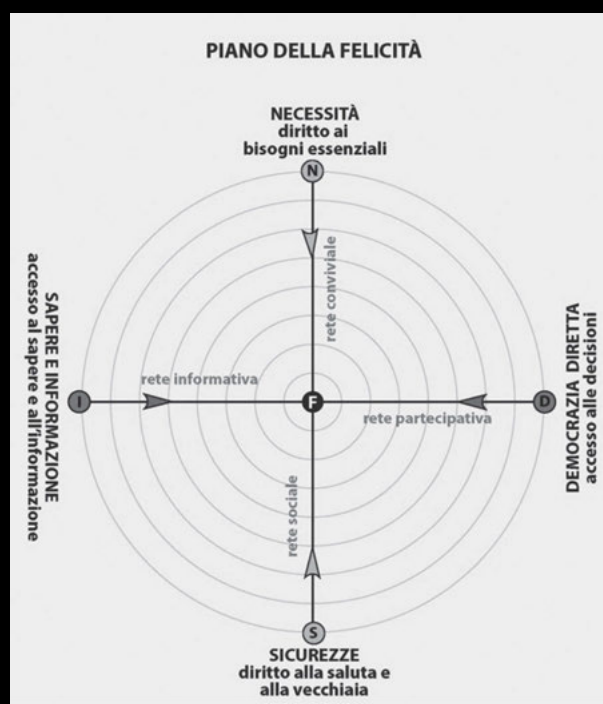 PIANO DELLA FELICITÀ
NECESSITÀ
diritto ai
bisogni essenziali
N
rete conviviale
SAPERE E INFORMAZIONE
accesso al sapere e all'informazione
rete informativa
I
F
D
rete partecipativa
DEMOCRAZIA DIRETTA
accesso alle decisioni
rete sociale
S
SICUREZZE
diritto alla saluta e
alla vecchiaia